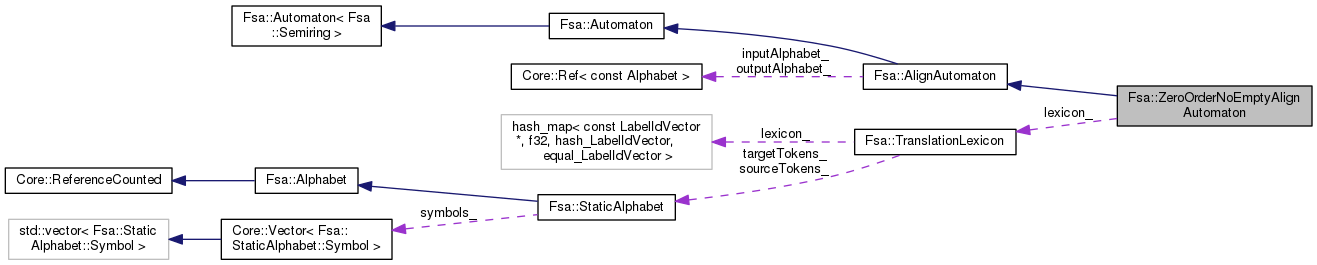 Fsa::Automaton< Fsa
::Semiring >
Fsa::Automaton
inputAlphabet_
outputAlphabet_
Core::Ref< const Alphabet >
Fsa::AlignAutomaton
Fsa::ZeroOrderNoEmptyAlign
Automaton
lexicon_
hash_map< const LabelIdVector
*, f32, hash_LabelIdVector,
equal_LabelIdVector >
lexicon_
Fsa::TranslationLexicon
targetTokens_
sourceTokens_
Core::ReferenceCounted
Fsa::Alphabet
Fsa::StaticAlphabet
symbols_
std::vector< Fsa::Static
Alphabet::Symbol >
Core::Vector< Fsa::
StaticAlphabet::Symbol >